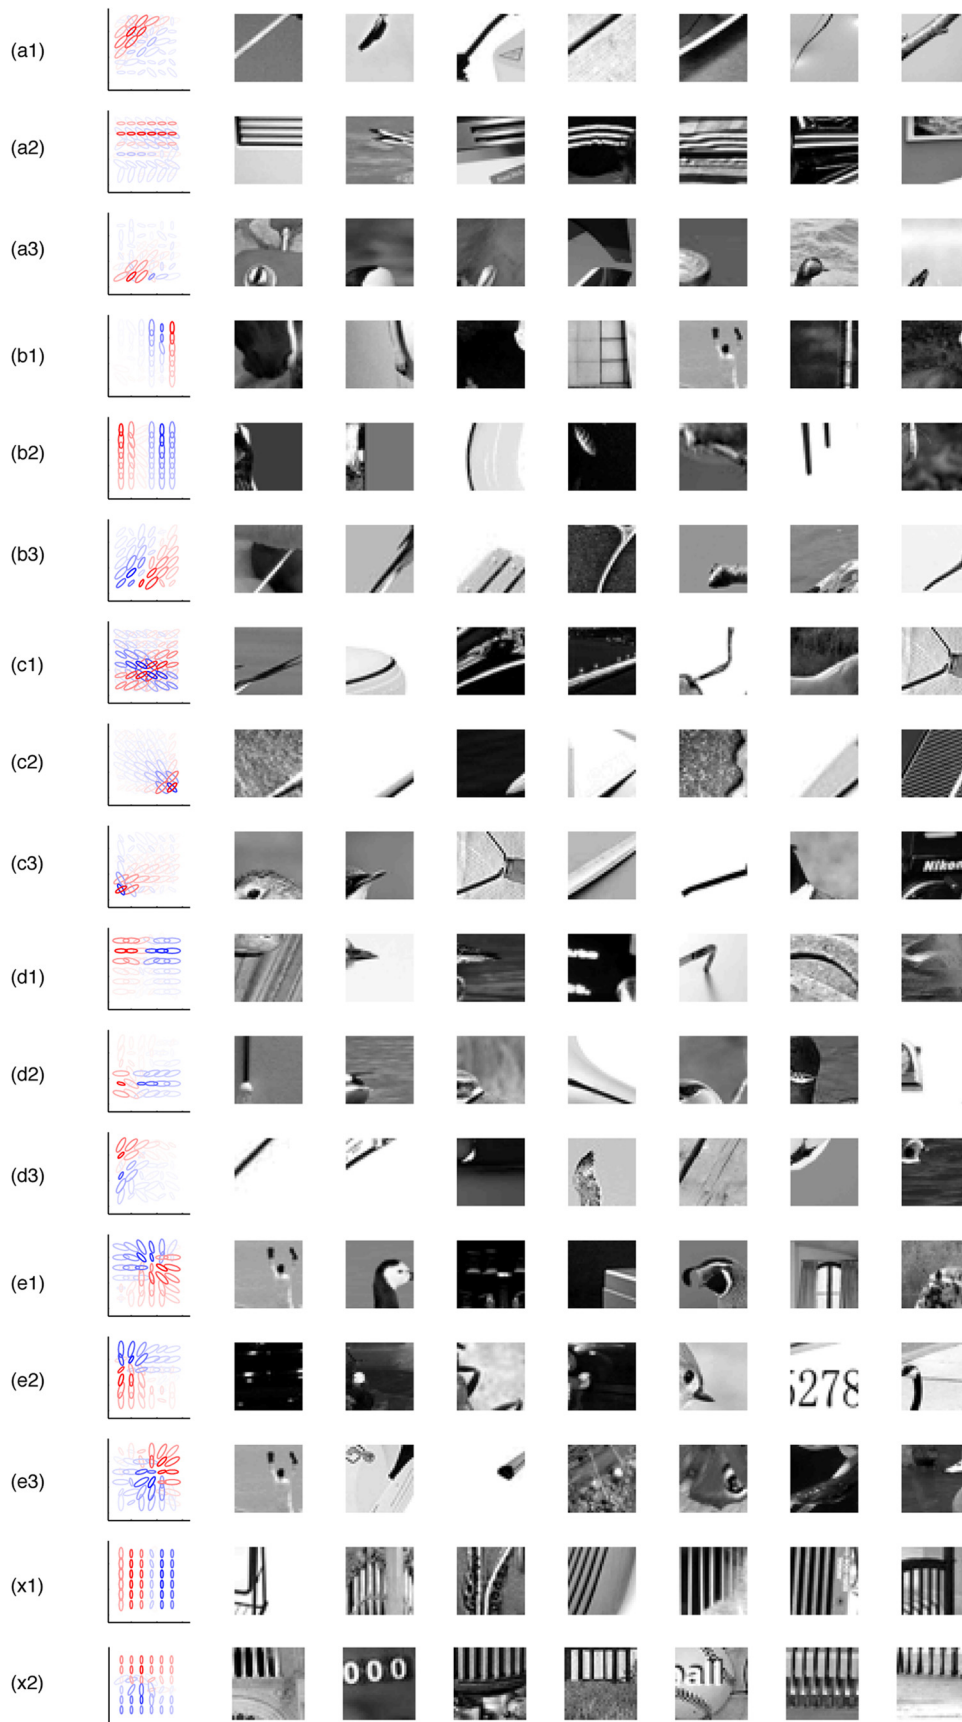 (a1)
(a2)
(a3)
(b1)
(b2)
(b3)
(c1)
(c2)
(c3)
Nikon
(d1)
(d2)
(d3)
(e1)
(e2)
5278
(e3)
(x1)
(x2)
000
ball